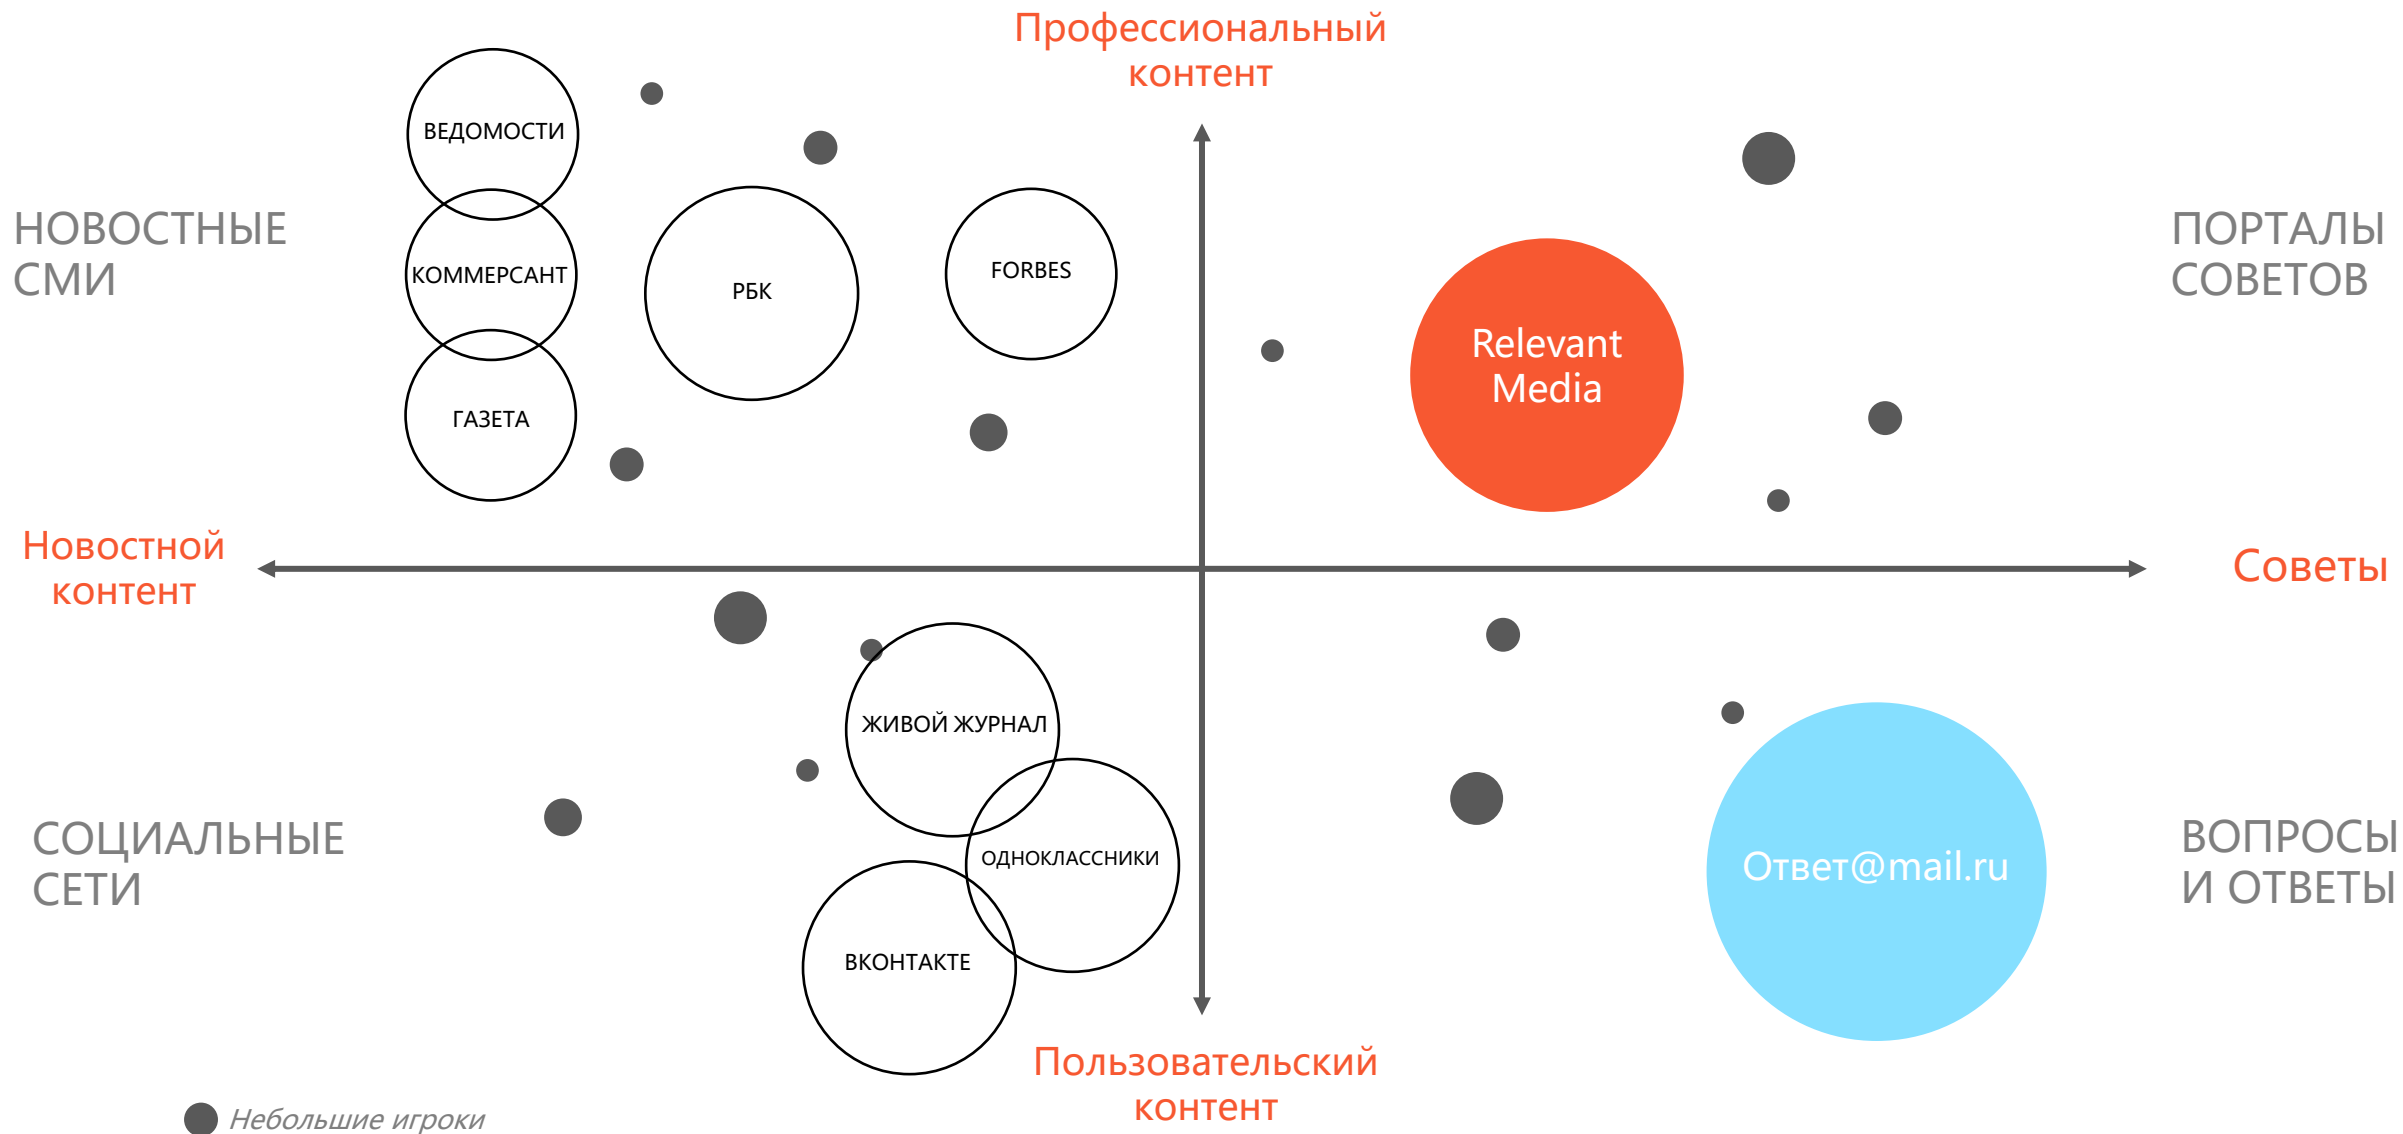 Профессиональный
контент
ВЕДОМОСТИ
НОВОСТНЫЕ
СМИ
КОММЕРСАНТ
РБК
FORBES
ПОРТАЛЫ
СОВЕТОВ
Relevant
Media
ГАЗЕТА
Новостной
контент
Советы
ЖИВОЙ ЖУРНАЛ
СОЦИАЛЬНЫЕ
СЕТИ
ОДНОКЛАССНИКИ
Ответ@mail.ru
ВОПРОСЫ
И ОТВЕТЫ
ВКОНТАКТЕ
Пользовательский
контент
Небольшие игроки